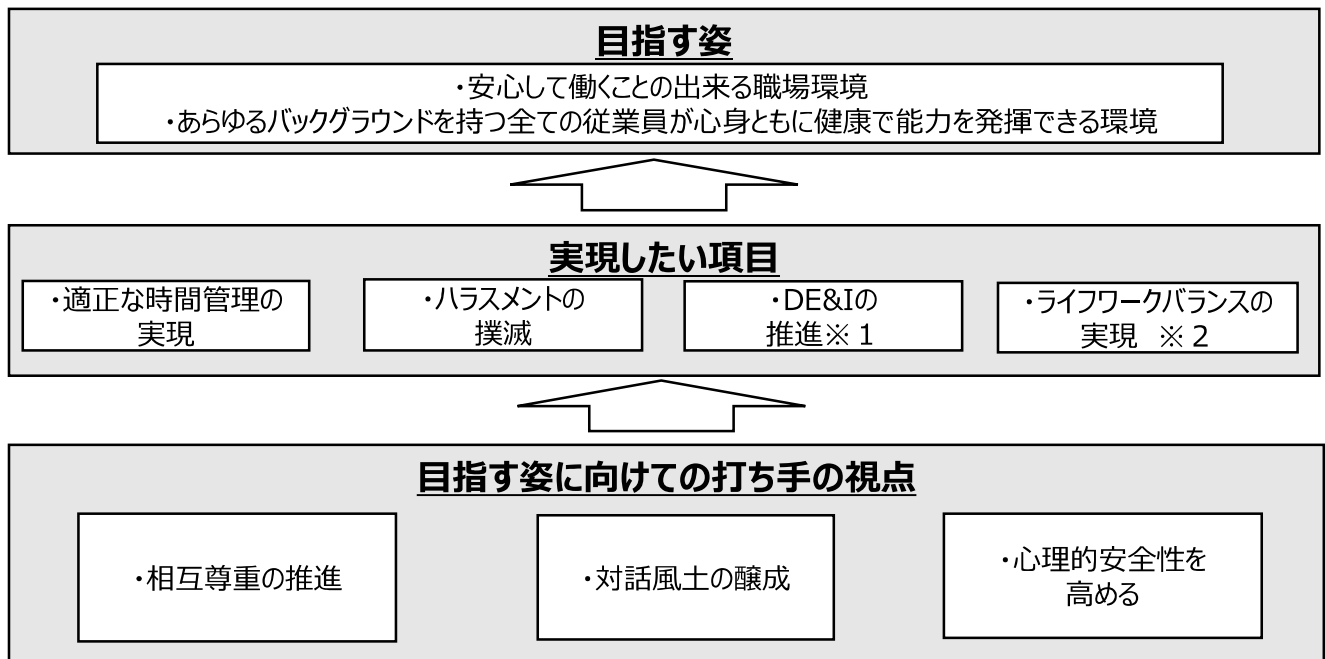 目指す姿
・安心して働くことの出来る職場環境
・あらゆるバックグラウンドを持つ全ての従業員が心身ともに健康で能力を発揮できる環境
実現したい項目
・適正な時間管理の
実現
・ハラスメントの
撲滅
・DE&Iの
推進※１
・ライフワークバランスの
実現　※２
目指す姿に向けての打ち手の視点
・相互尊重の推進
・対話風土の醸成
・心理的安全性を
高める